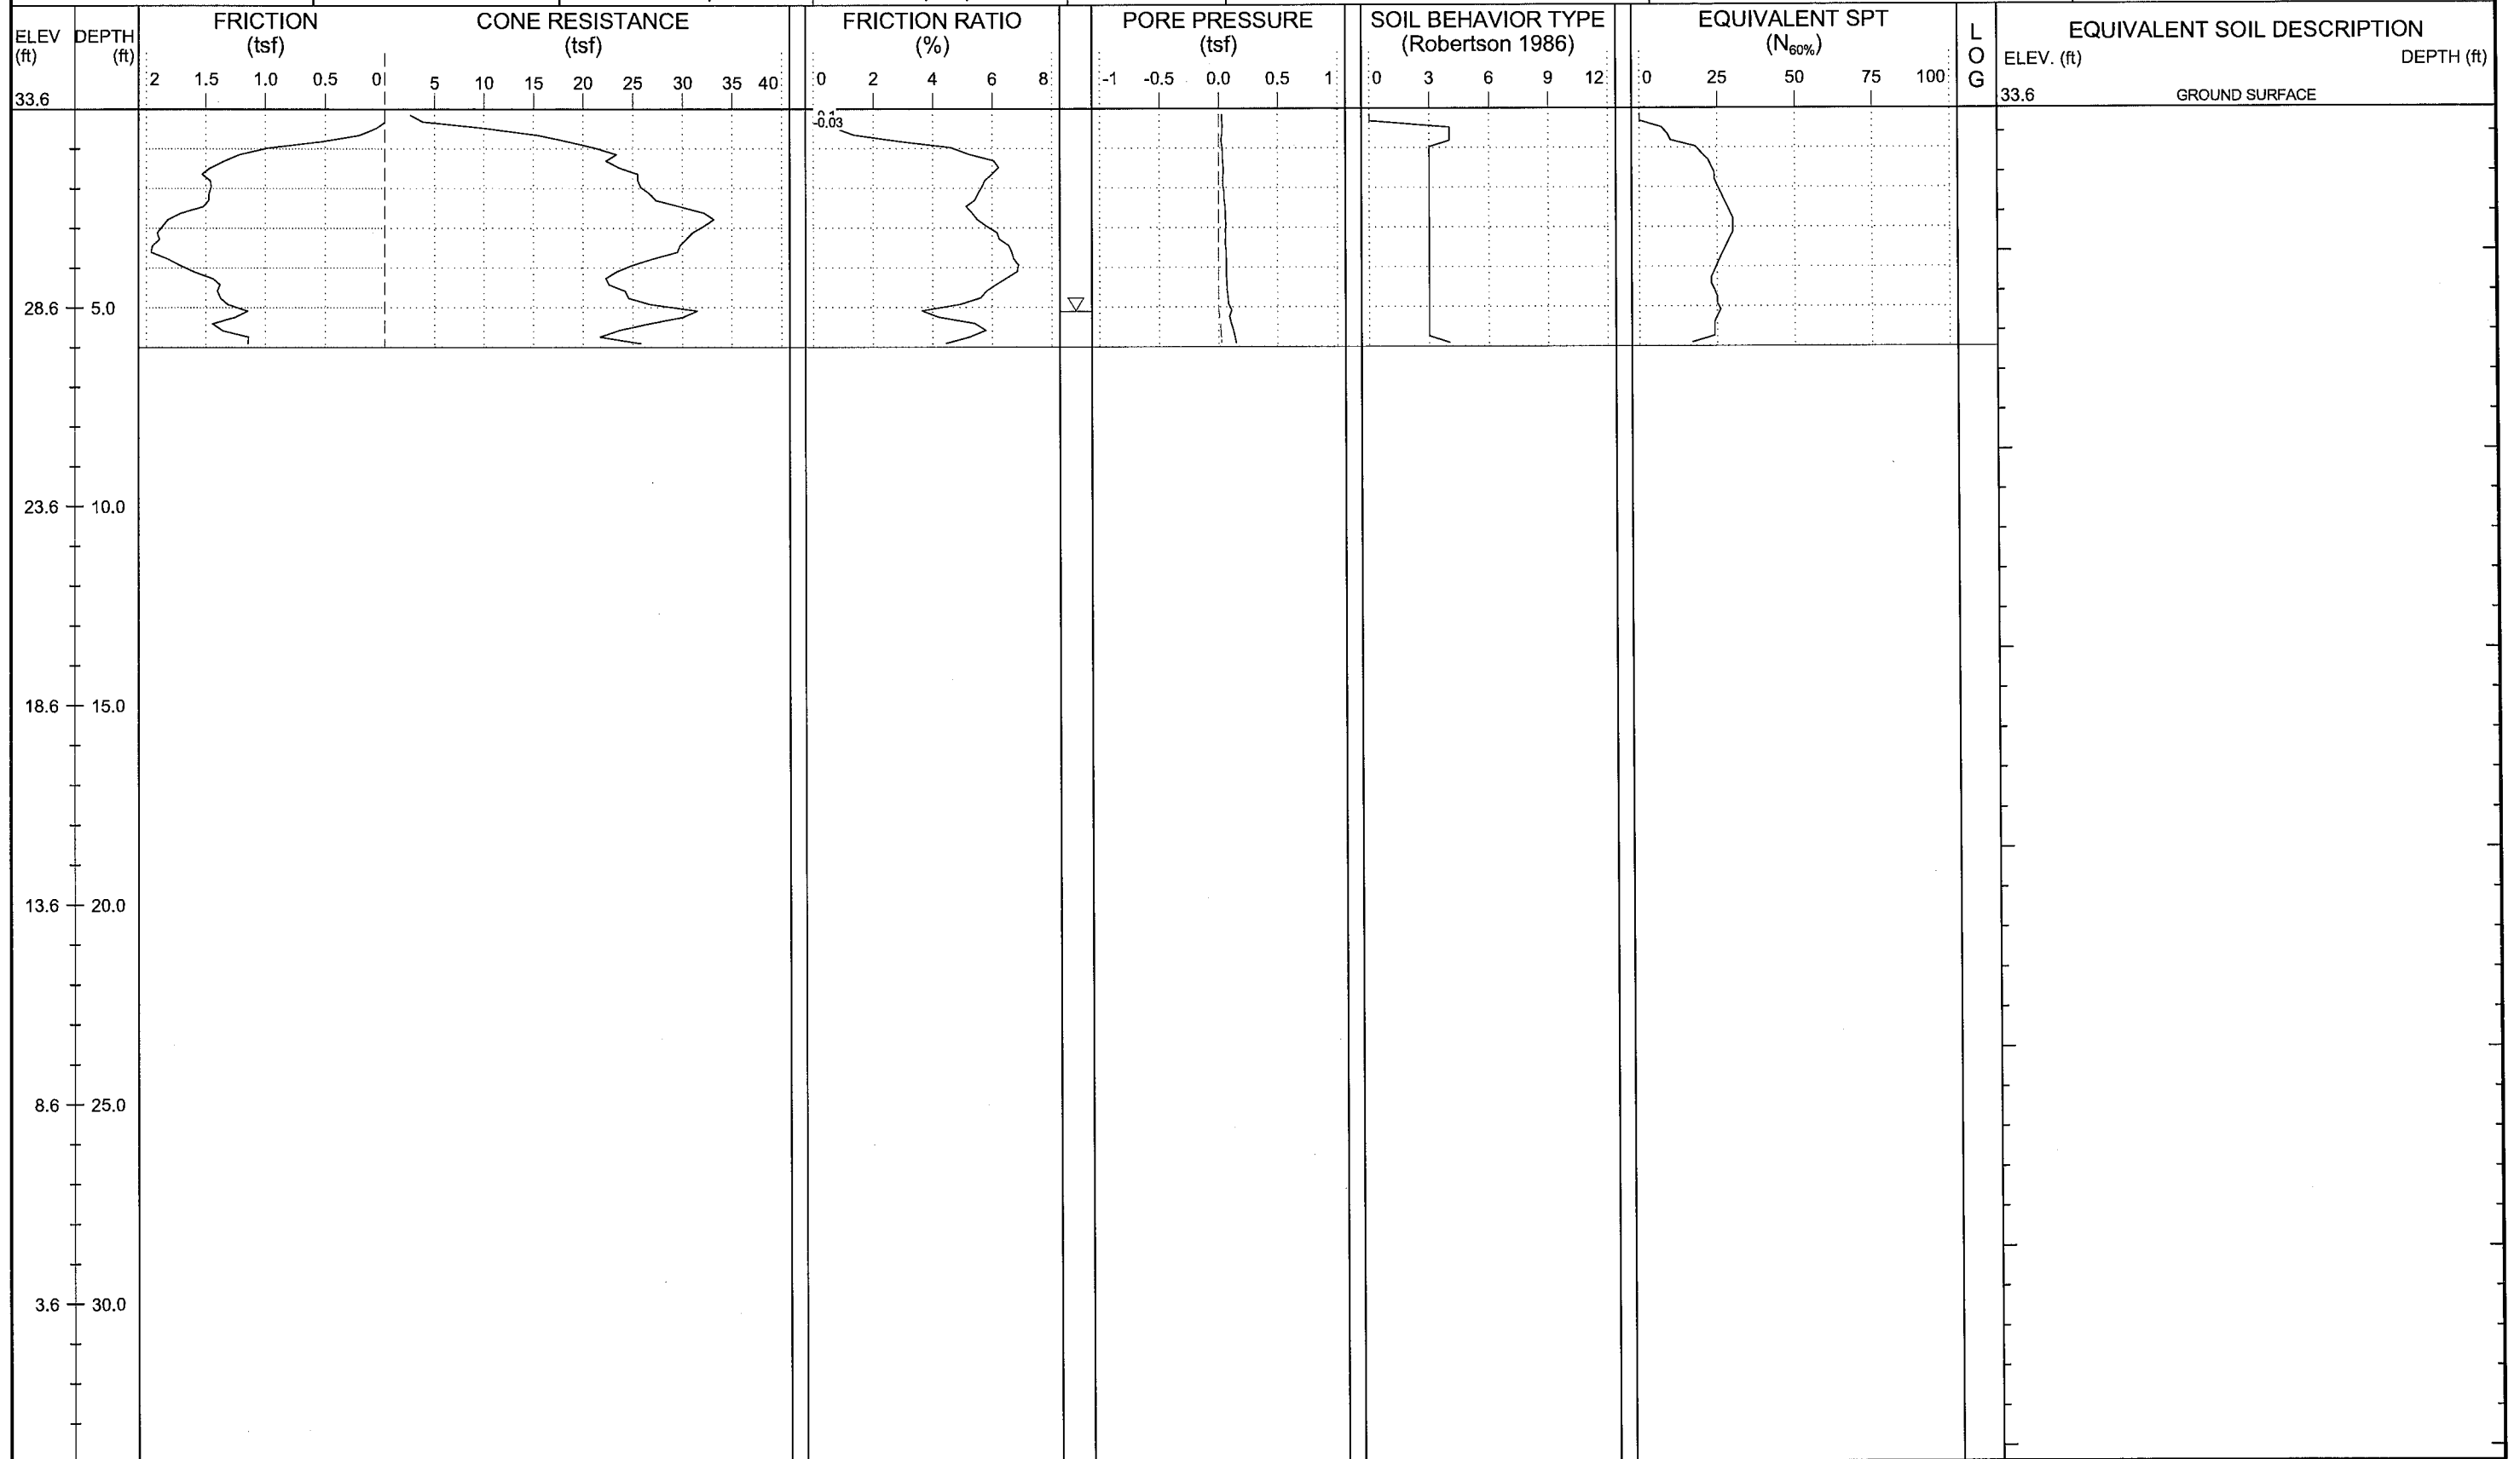 ELEV
(ft)
DEPTH
(ft)
FRICTION
(tsf)
CONE RESISTANCE
(tsf)
FRICTION RATIO
(%)
PORE PRESSURE
(tsf)
SOIL BEHAVIOR TYPE
(Robertson 1986)
EQUIVALENT SPT
(N60%)
L
O
G
EQUIVALENT SOIL DESCRIPTION
ELEV. (ft) DEPTH (ft)
2 1.5 1.0 0.5 0 5 10 15 20 25 30 35 40
0 2 4 6 8
-1 -0.5 0.0 0.5 1
0 3 6 9 12
0 25 50 75 100
33.6
33.6 GROUND SURFACE
-0.03
28.6 5.0
23.6 10.0
18.6 15.0
13.6 20.0
8.6 25.0
3.6 30.0